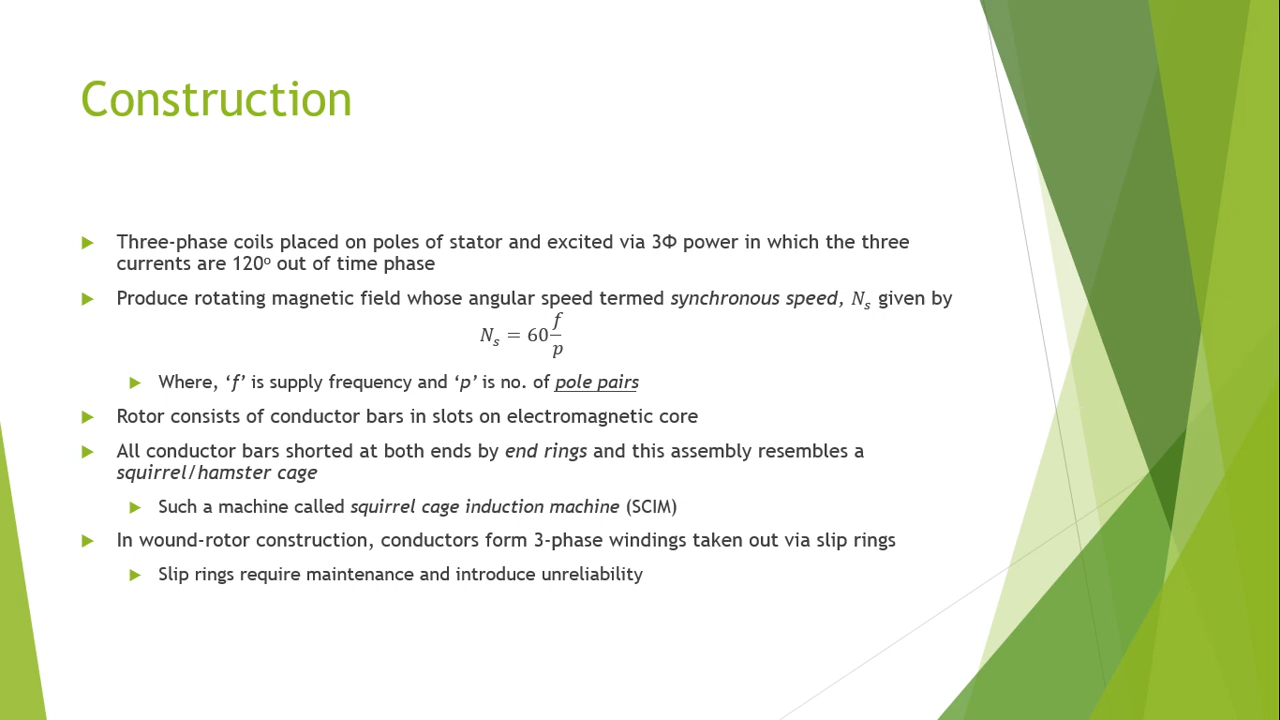 Construction
Three-phase coils placed on poles of stator and excited via 3Φ power in which the three
currents are 120º out of time phase
Produce rotating magnetic field whose angular speed termed synchronous speed, Nₛ given by
Nₛ = 60 f/p
Where, ‘f’ is supply frequency and ‘p’ is no. of pole pairs
Rotor consists of conductor bars in slots on electromagnetic core
All conductor bars shorted at both ends by end rings and this assembly resembles a
squirrel/hamster cage
Such a machine called squirrel cage induction machine (SCIM)
In wound-rotor construction, conductors form 3-phase windings taken out via slip rings
Slip rings require maintenance and introduce unreliability